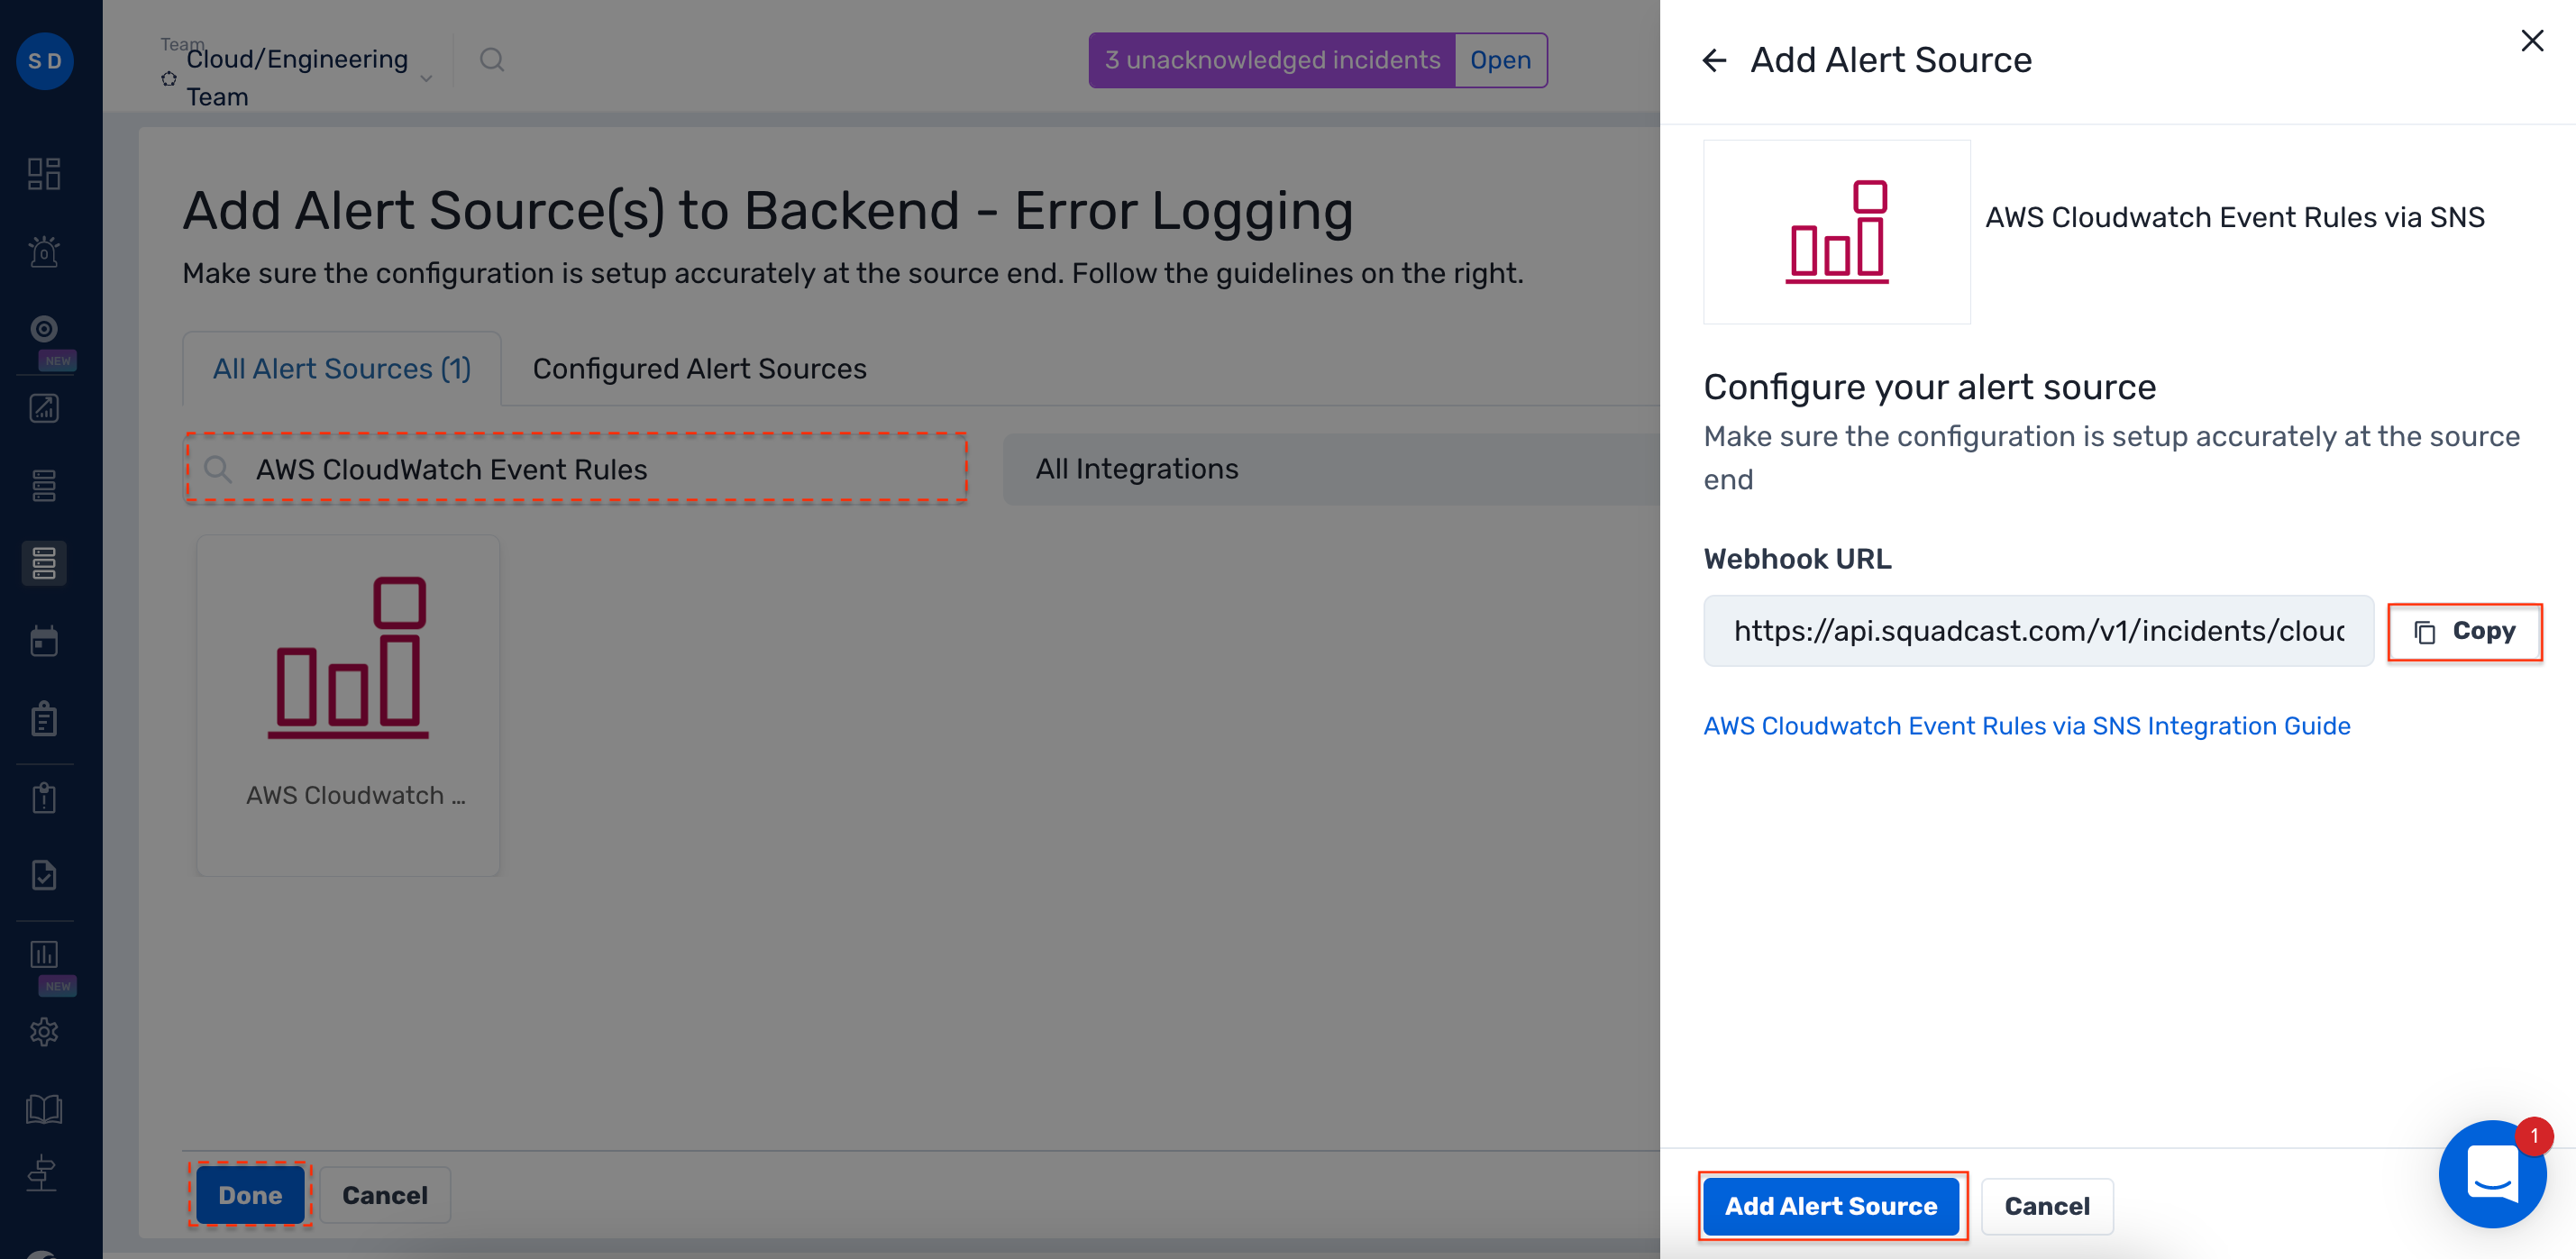 S D
Team
Cloud/Engineering
Team
3 unacknowledged incidents
Open
NEW
NEW
Add Alert Source(s) to Backend - Error Logging
Make sure the configuration is setup accurately at the source end. Follow the guidelines on the right.
All Alert Sources (1)
Configured Alert Sources
AWS CloudWatch Event Rules
All Integrations
AWS Cloudwatch ...
Done
Cancel
Add Alert Source
AWS Cloudwatch Event Rules via SNS
Configure your alert source
Make sure the configuration is setup accurately at the source
end
Webhook URL
https://api.squadcast.com/v1/incidents/clouc
Copy
AWS Cloudwatch Event Rules via SNS Integration Guide
1
Add Alert Source
Cancel